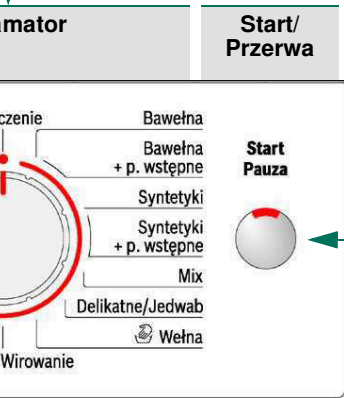 amator
Start/
Przerwa
czenie
Bawełna
Bawełna
+ p. wstępne
Syntetyki
Syntetyki
+ p. wstępne
Mix
Delikatne/Jedwab
Wełna
Wirowanie
Start
Pauza